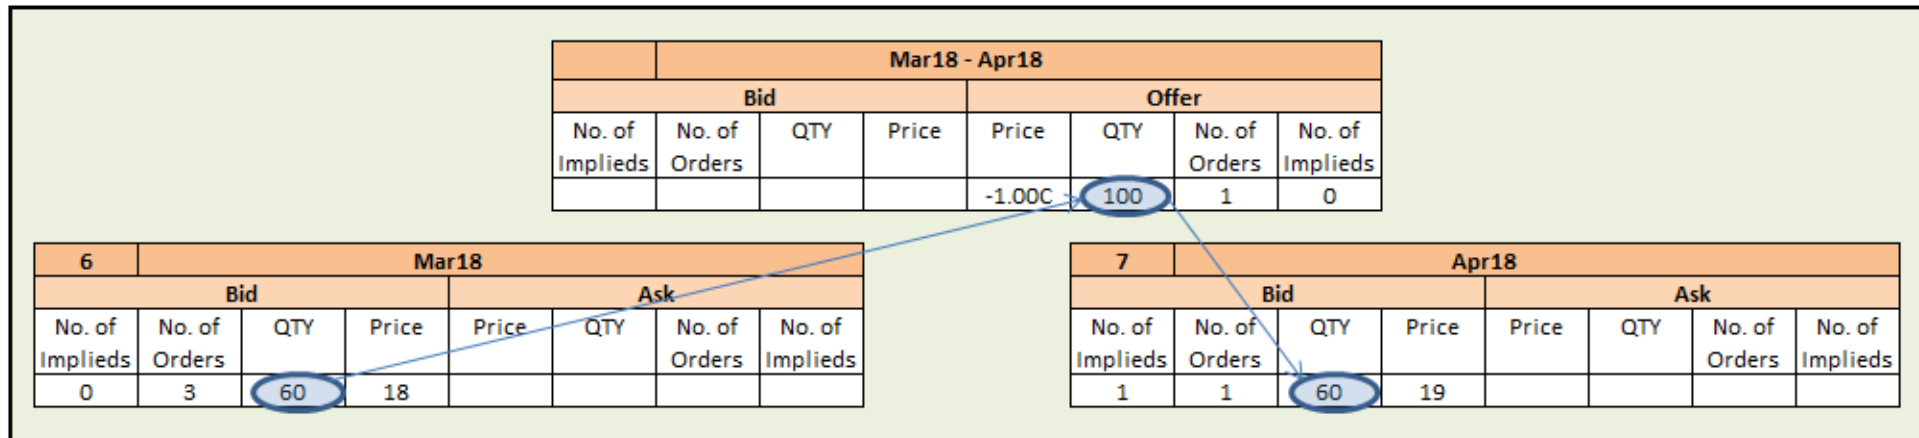 Mar18 - Apr18
Bid Offer
No. of No. of QTY Price Price QTY No. of No. of
Implieds Orders Orders Implieds
-1.00C 100 1 0
6 Mar18
Bid Ask
No. of No. of QTY Price Price QTY No. of No. of
Implieds Orders Orders Implieds
0 3 60 18
7 Apr18
Bid Ask
No. of No. of QTY Price Price QTY No. of No. of
Implieds Orders Orders Implieds
1 1 60 19